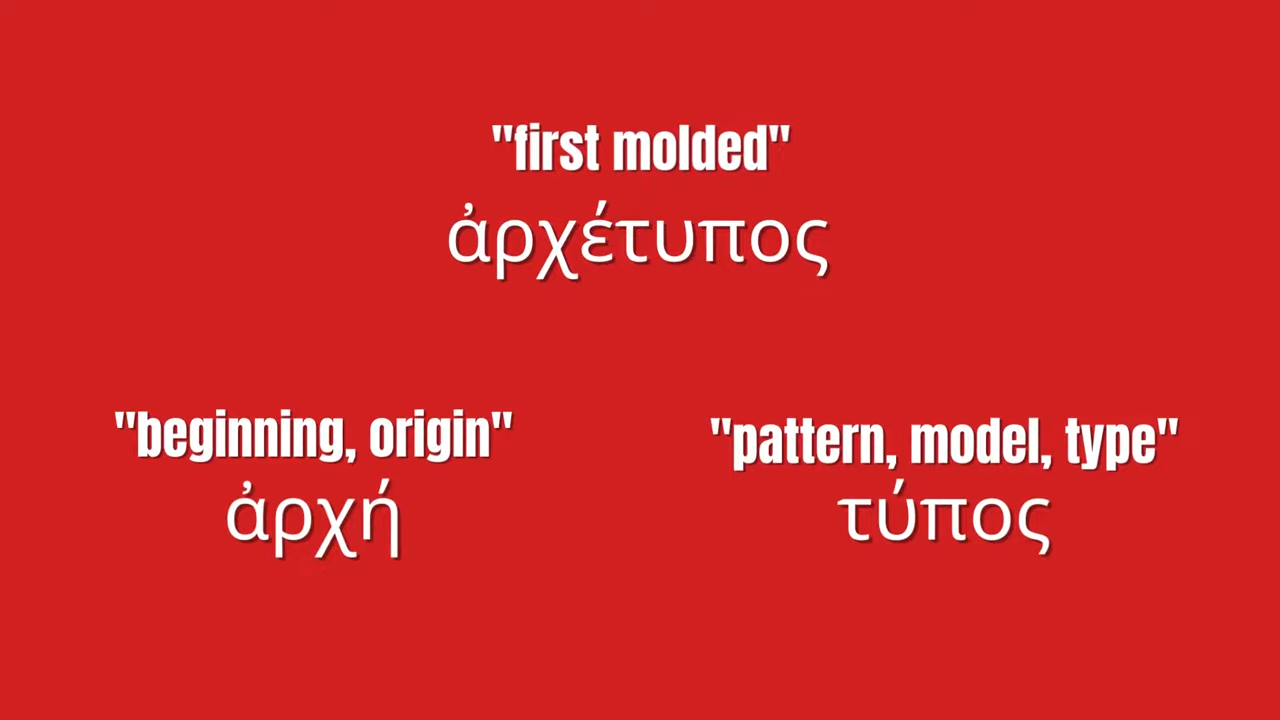 "first molded"
ἀρχέτυπος
"beginning, origin"
ἀρχή
"pattern, model, type"
τύπος